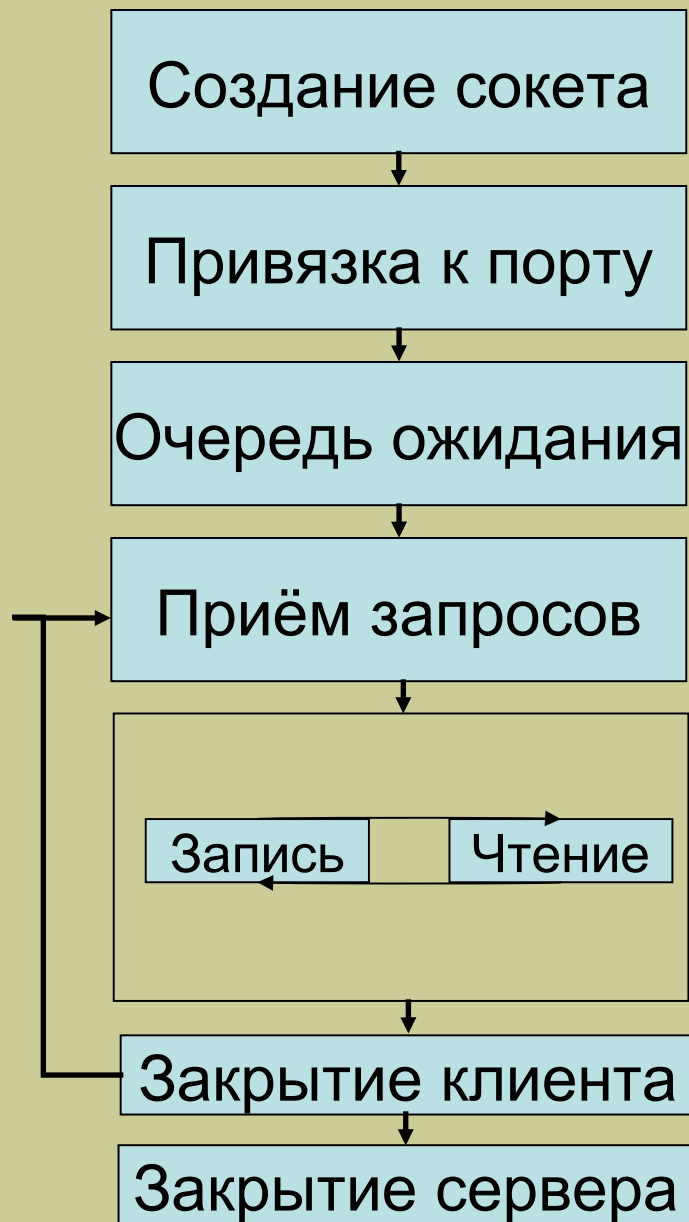 Создание сокета
Привязка к порту
Очередь ожидания
Приём запросов
Запись
Чтение
Закрытие клиента
Закрытие сервера